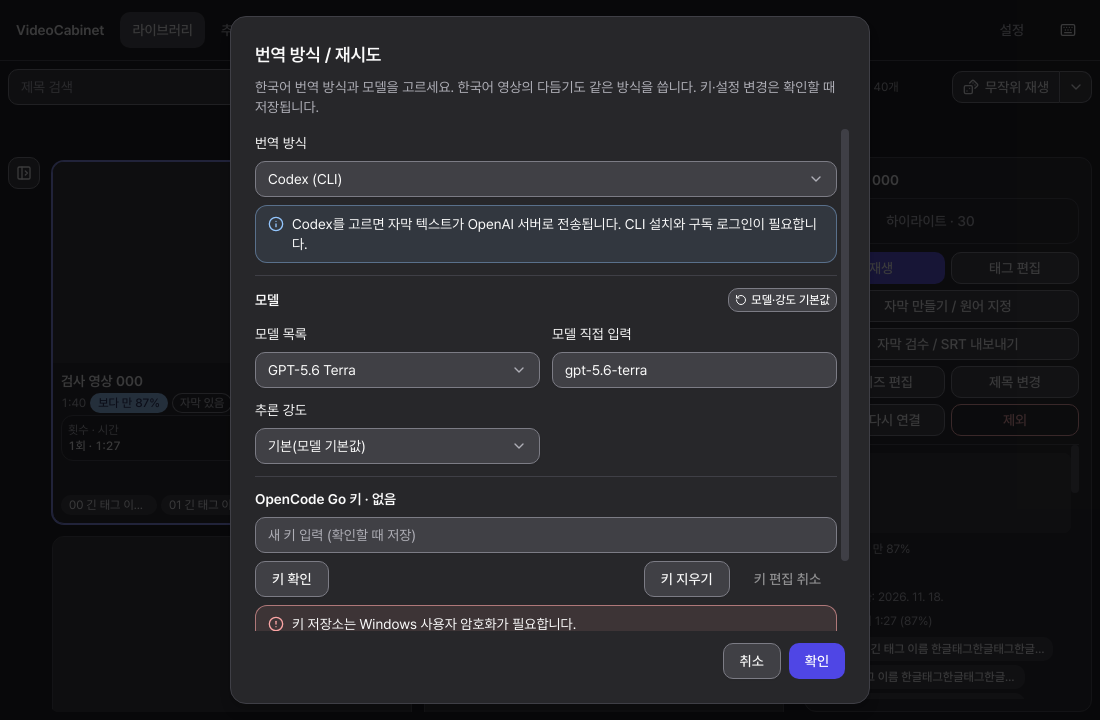 VideoCabinet
라이브러리
설정
제목 검색
40개
무작위 재생
번역 방식 / 재시도
한국어 번역 방식과 모델을 고르세요. 한국어 영상의 다듬기도 같은 방식을 씁니다. 키·설정 변경은 확인할 때
저장됩니다.
번역 방식
Codex (CLI)
Codex를 고르면 자막 텍스트가 OpenAI 서버로 전송됩니다. CLI 설치와 구독 로그인이 필요합니
다.
모델
모델·강도 기본값
모델 목록
모델 직접 입력
GPT-5.6 Terra
gpt-5.6-terra
추론 강도
기본(모델 기본값)
OpenCode Go 키 · 없음
새 키 입력 (확인할 때 저장)
키 확인
키 지우기
키 편집 취소
키 저장소는 Windows 사용자 암호화가 필요합니다.
취소
확인
검사 영상 000
1:40
보다 만 87%
자막 있음
횟수 · 시간
1회 · 1:27
00 긴 태그 이...
01 긴 태그 이
000
하이라이트 · 30
재생
태그 편집
자막 만들기 / 원어 지정
자막 검수 / SRT 내보내기
즈 편집
제목 변경
다시 연결
제외
만 87%
2026. 11. 18.
1:27 (87%)
긴 태그 이름 한글태그한글태그한글...
그 이름 한글태그한글태그한글...